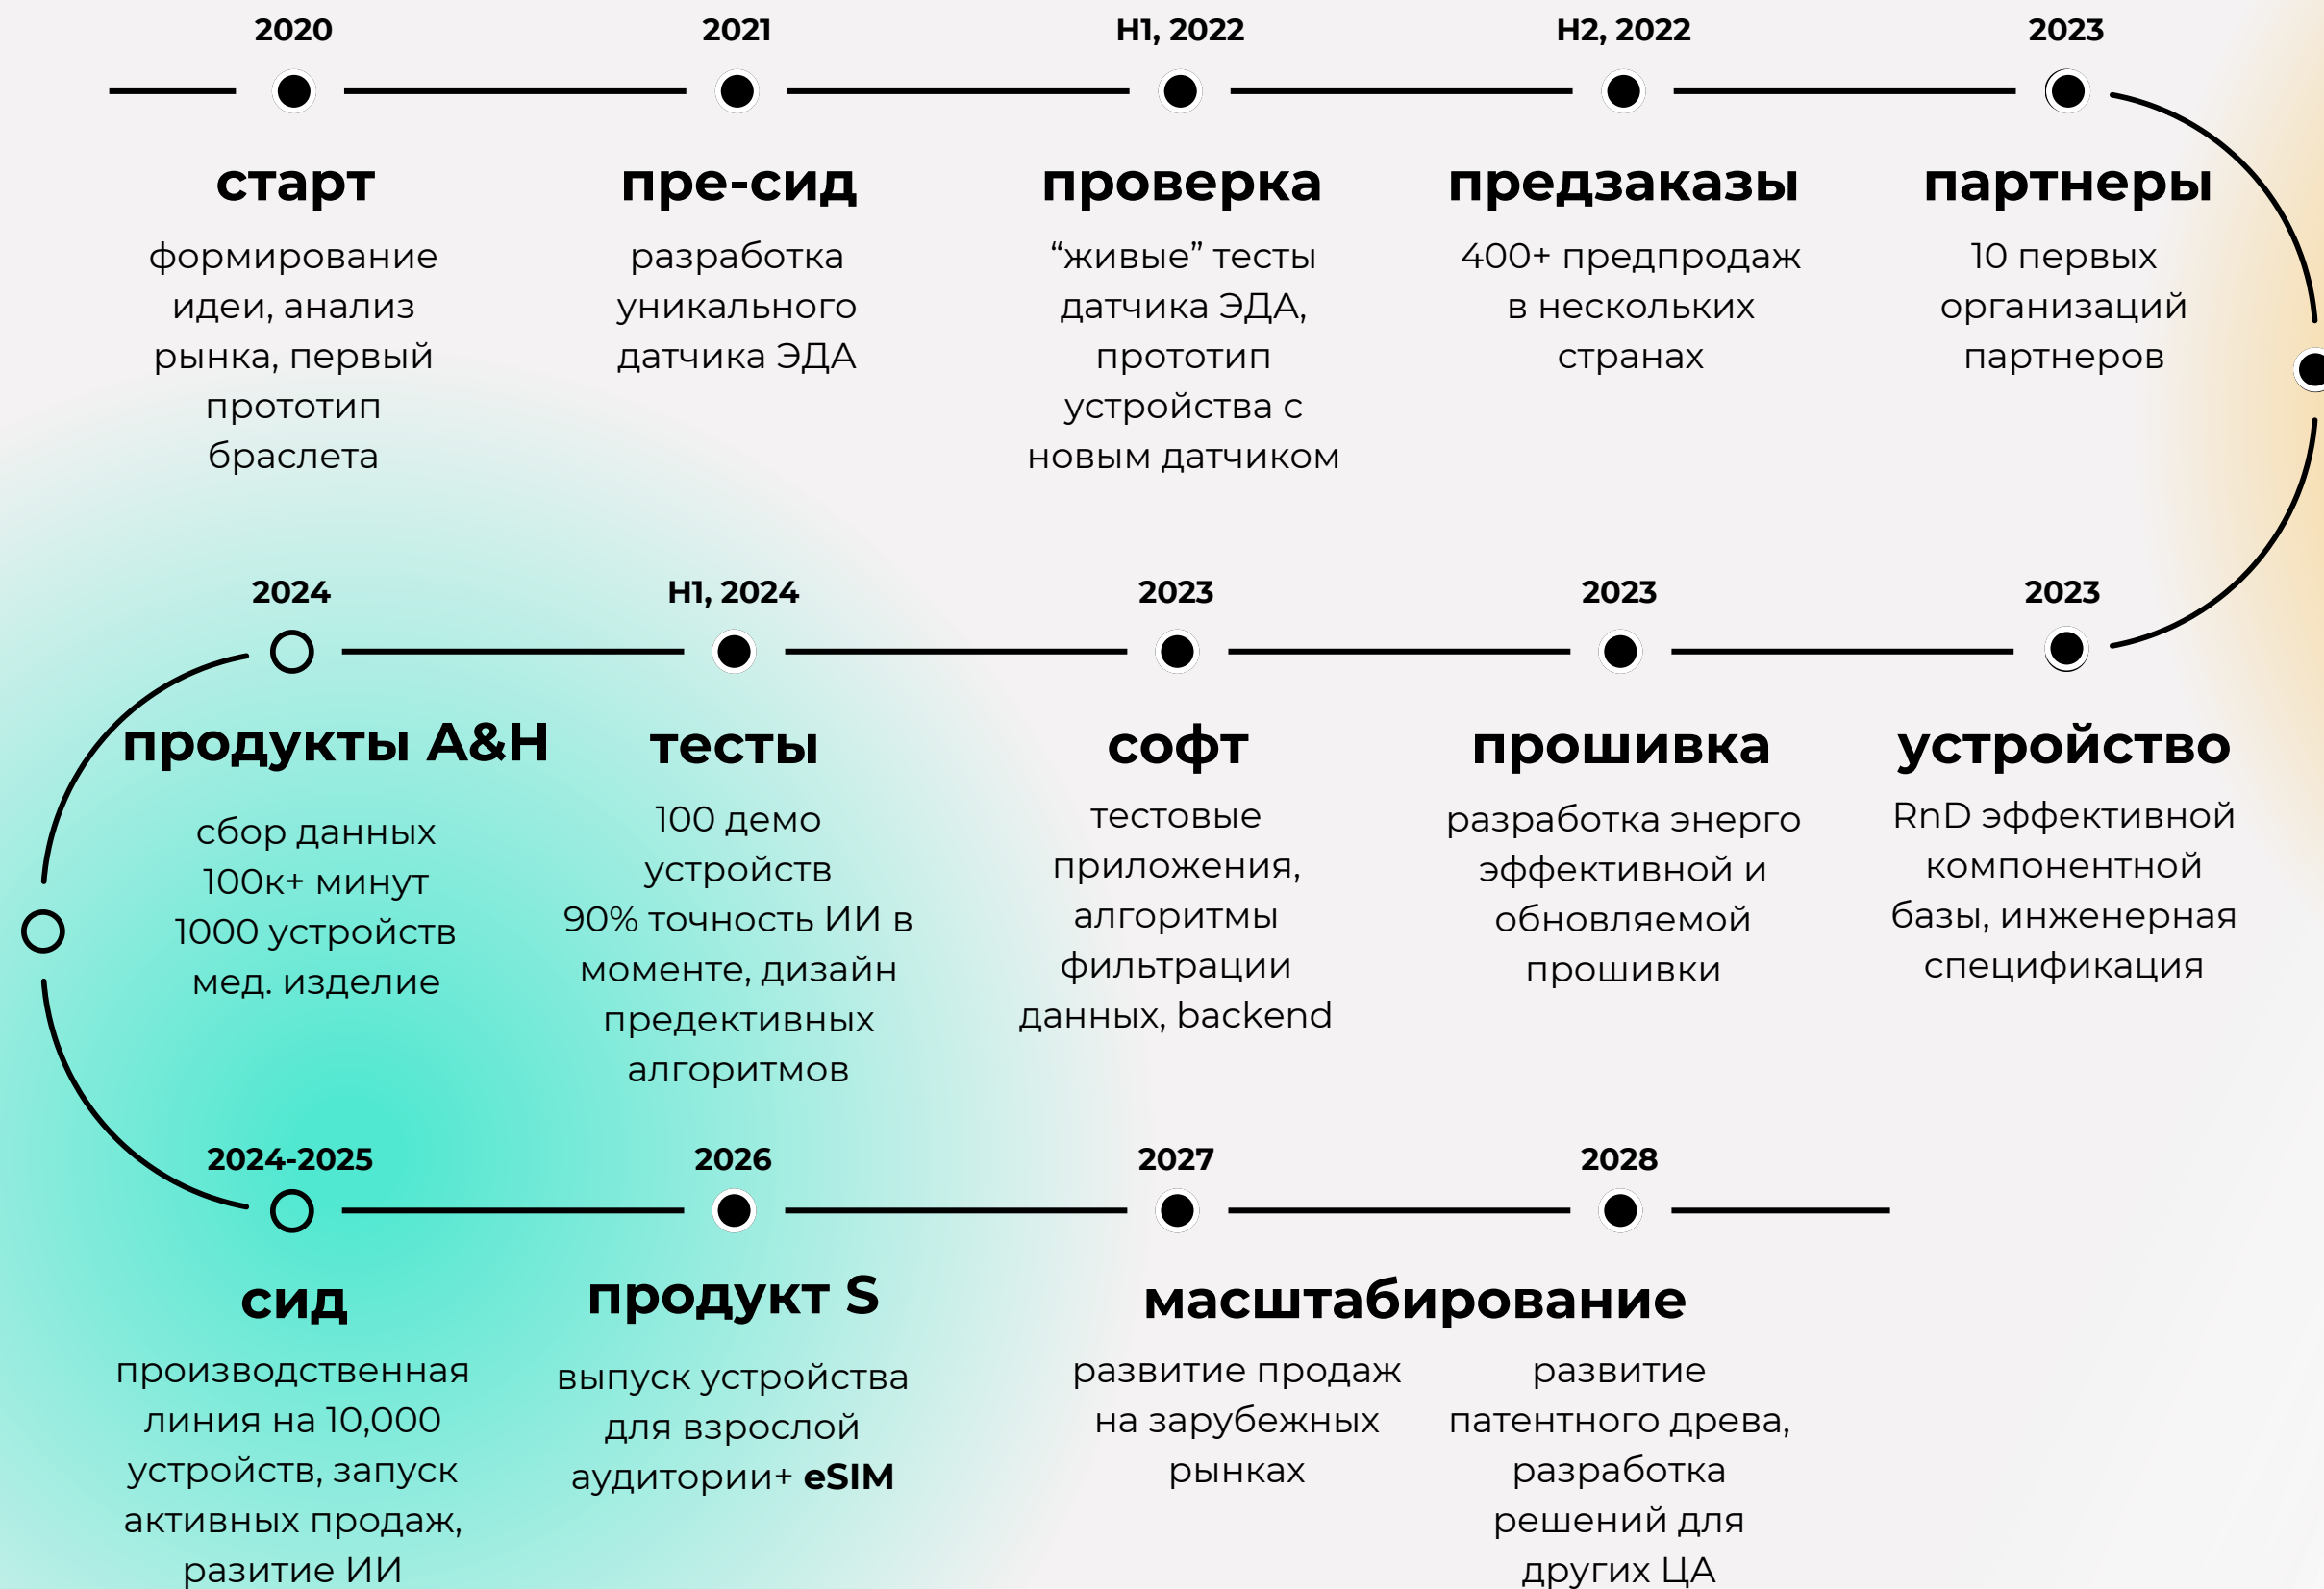 2020
старт
формирование
идеи, анализ
рынка, первый
прототип
браслета
2021
пре-сид
разработка
уникального
датчика ЭДА
H1, 2022
проверка
“живые” тесты
датчика ЭДА,
прототип
устройства с
новым датчиком
H2, 2022
предзаказы
400+ предпродаж
в нескольких
странах
2023
партнеры
10 первых
организаций
партнеров
2023
устройство
RnD эффективной
компонентной
базы, инженерная
спецификация
2023
прошивка
разработка энерго
эффективной и
обновляемой
прошивки
2023
софт
тестовые
приложения,
алгоритмы
фильтрации
данных, backend
H1, 2024
тесты
100 демо
устройств
90% точность ИИ в
моменте, дизайн
предективных
алгоритмов
2024
продукты A&H
сбор данных
100к+ минут
1000 устройств
мед. изделие
2024-2025
сид
производственная
линия на 10,000
устройств, запуск
активных продаж,
разитие ИИ
2026
продукт S
выпуск устройства
для взрослой
аудитории+ eSIM
2027
2028
масштабирование
развитие продаж
на зарубежных
рынках
развитие
патентного древа,
разработка
решений для
других ЦА